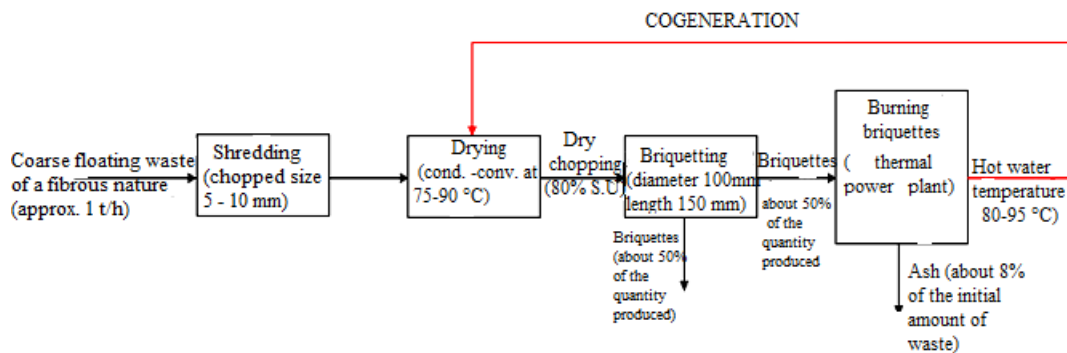 COGENERATION
Coarse floating waste
of a fibrous nature
(approx. 1 t/h)
Shredding
(chopped size
5 - 10 mm)
Drying
(cond. -conv. at
75-90 °C)
Dry
chopping
(80% S.U)
Briquetting
(diameter 100mm
length 150 mm)
Briquettes
(about 50%
of the
quantity
produced)
Briquettes
about 50%
of the
quantity
produced
Burning
briquettes
( thermal
power plant)
Hot water
temperature
80-95 °C)
Ash (about 8%
of the initial
amount of
waste)